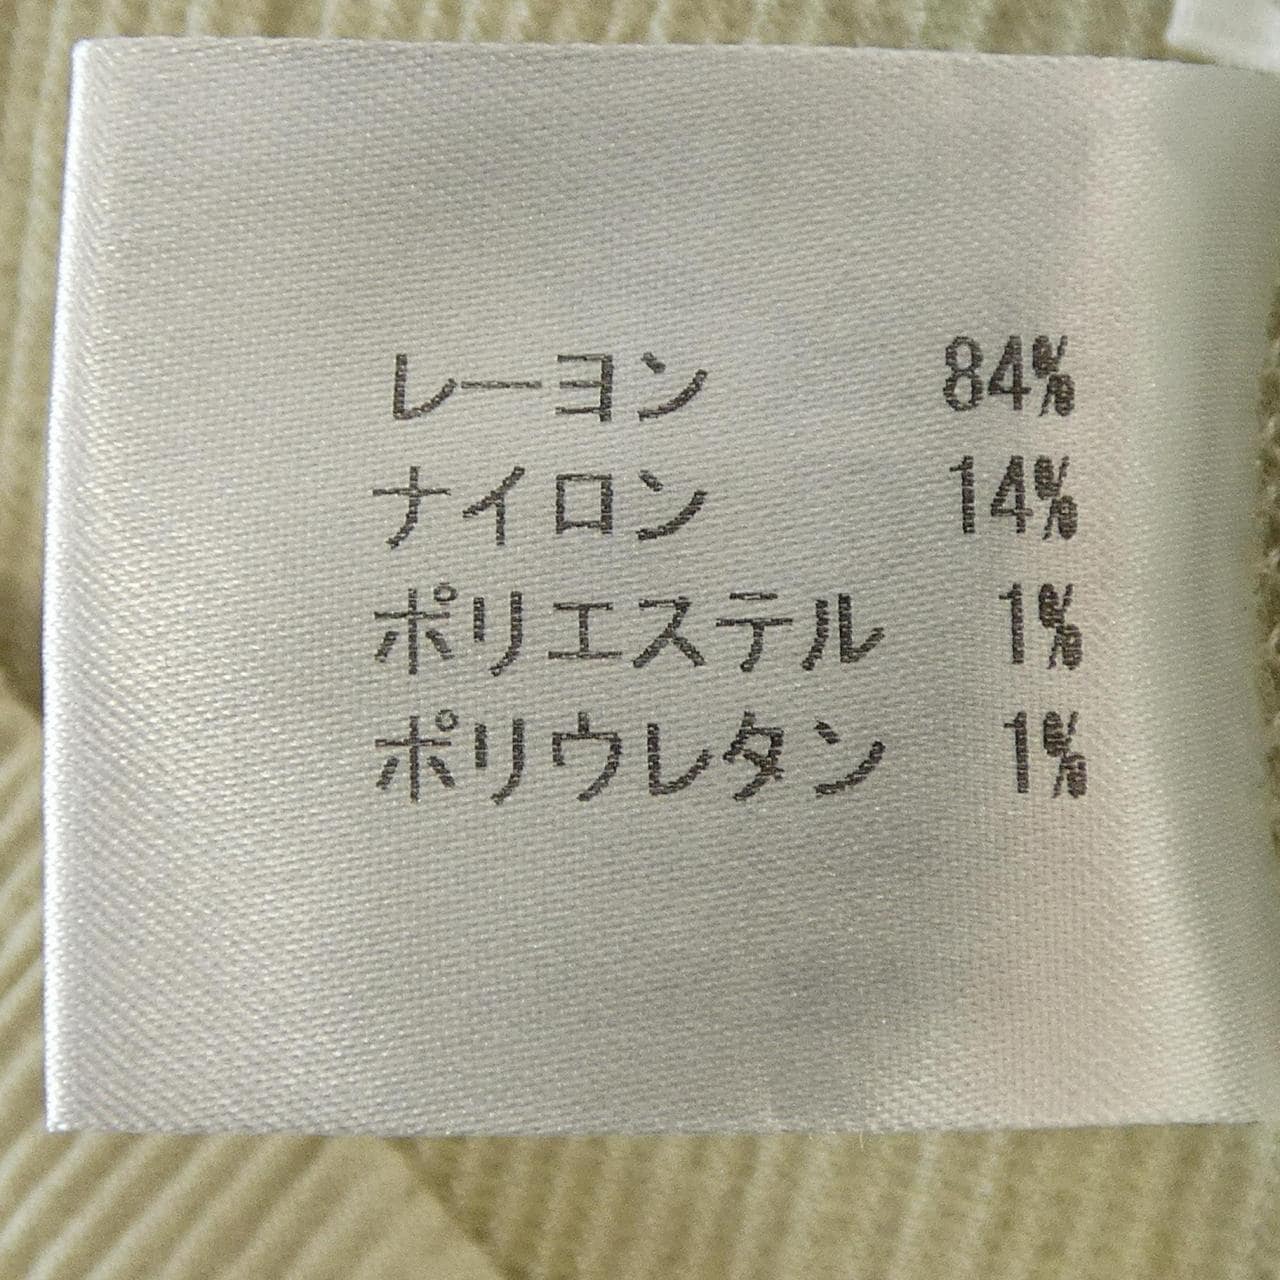 レーヨン 84%
ナイロン 14%
ポリエステル 1%
ポリウレタン 1%